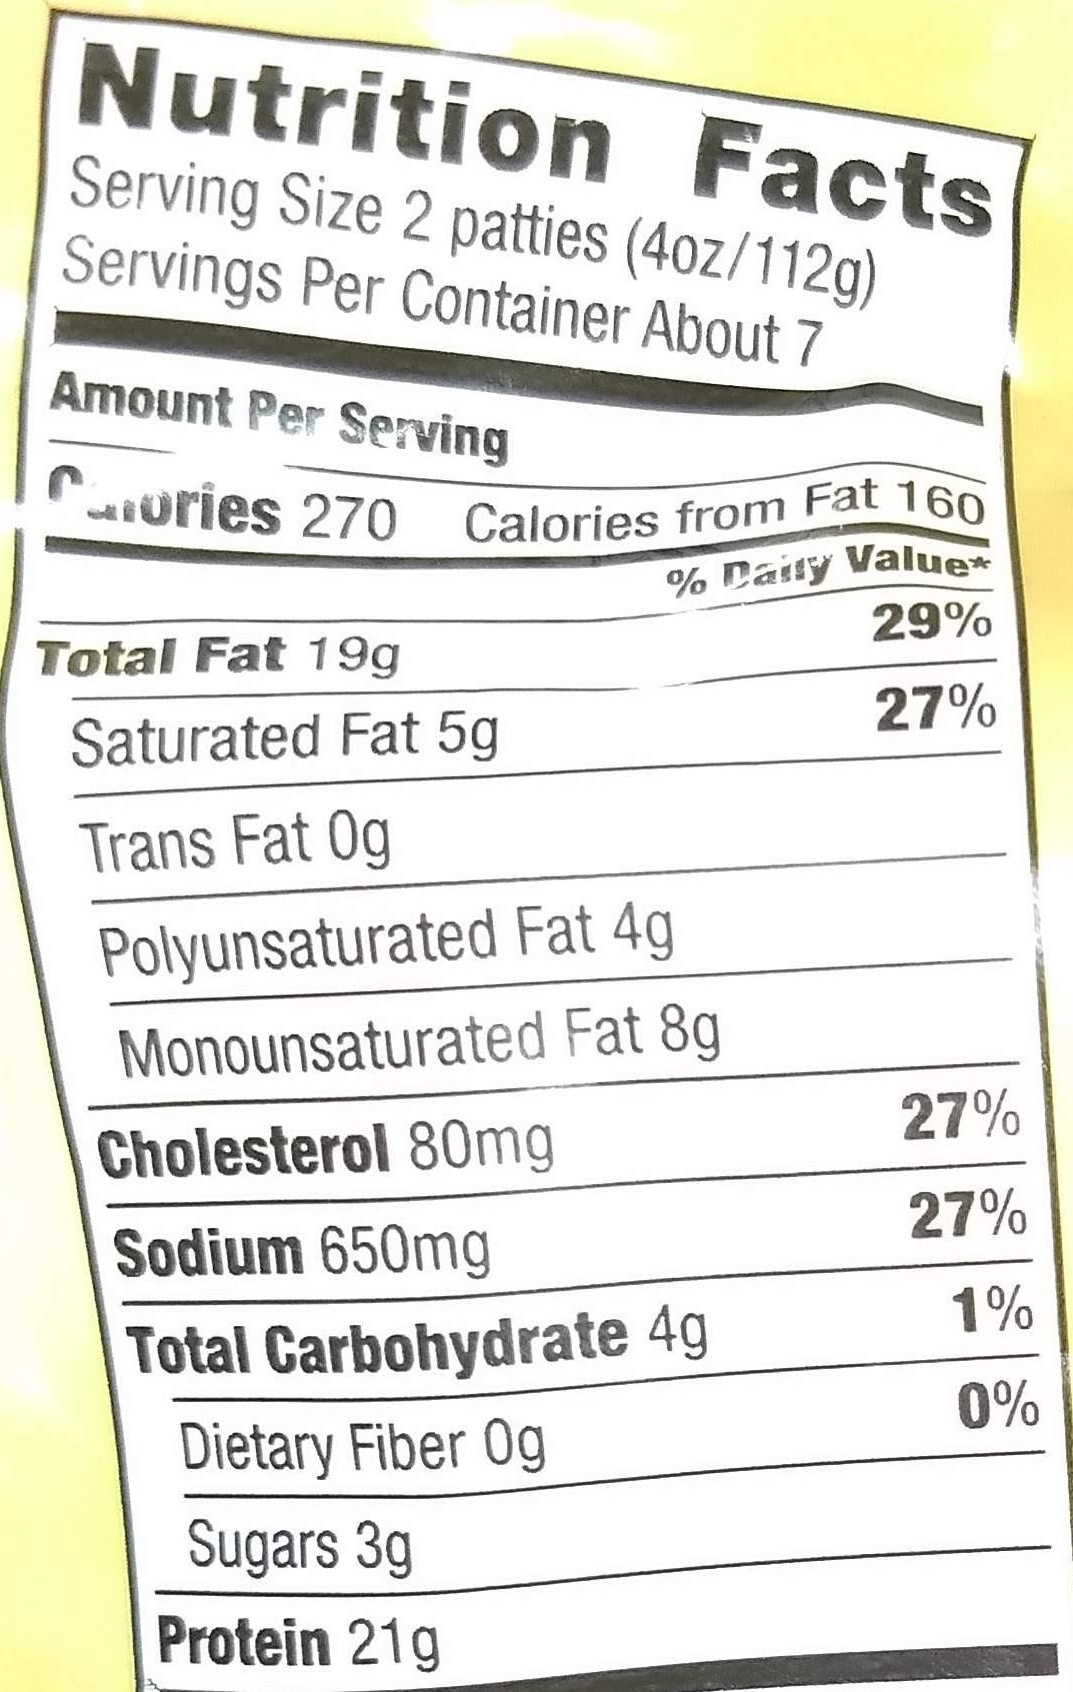 Nutrition Facts
Serving Size 2 patties (4oz/112g)
Servings Per Container About 7
Amount Per Serving
Calories 270 Calories from Fat 160
% Daily Value*
Total Fat 19g 29%
Saturated Fat 5g 27%
Trans Fat 0g
Polyunsaturated Fat 4g
Monounsaturated Fat 8g
Cholesterol 80mg 27%
Sodium 650mg 27%
Total Carbohydrate 4g 1%
Dietary Fiber 0g 0%
Sugars 3g
Protein 21g